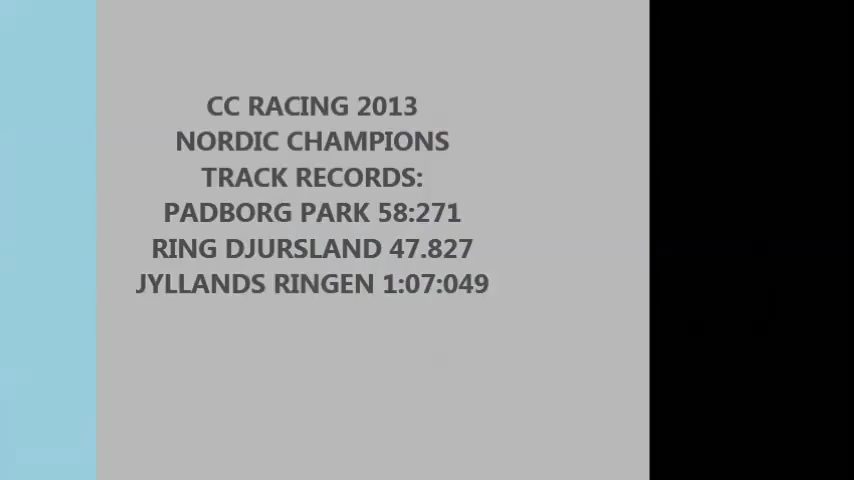 CC RACING 2013
NORDIC CHAMPIONS
TRACK RECORDS:
PADBORG PARK 58:271
RING DJURSLAND 47.827
JYLLANDS RINGEN 1:07:049